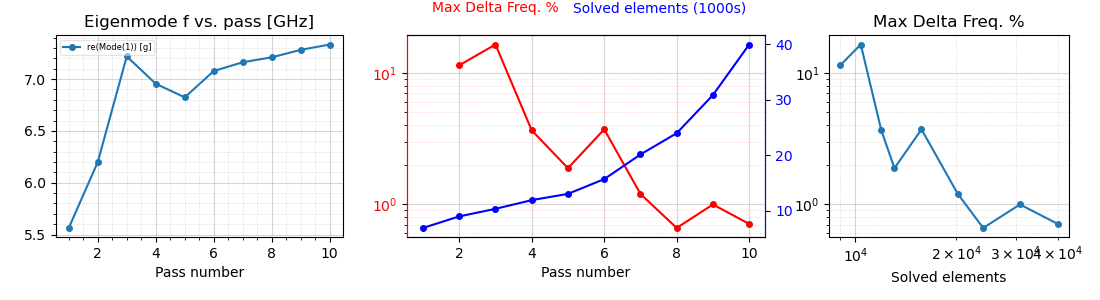 Eigenmode f vs. pass [GHz]
re(Mode(1)) [g]
7.0
6.5
6.0
5.5
2 4 6 8 10
Pass number
Max Delta Freq. % Solved elements (1000s)
10¹
10⁰
40
30
20
10
2 4 6 8 10
Pass number
Max Delta Freq. %
10¹
10⁰
10⁴ 2 × 10⁴ 3 × 10⁴ 4 × 10⁴
Solved elements